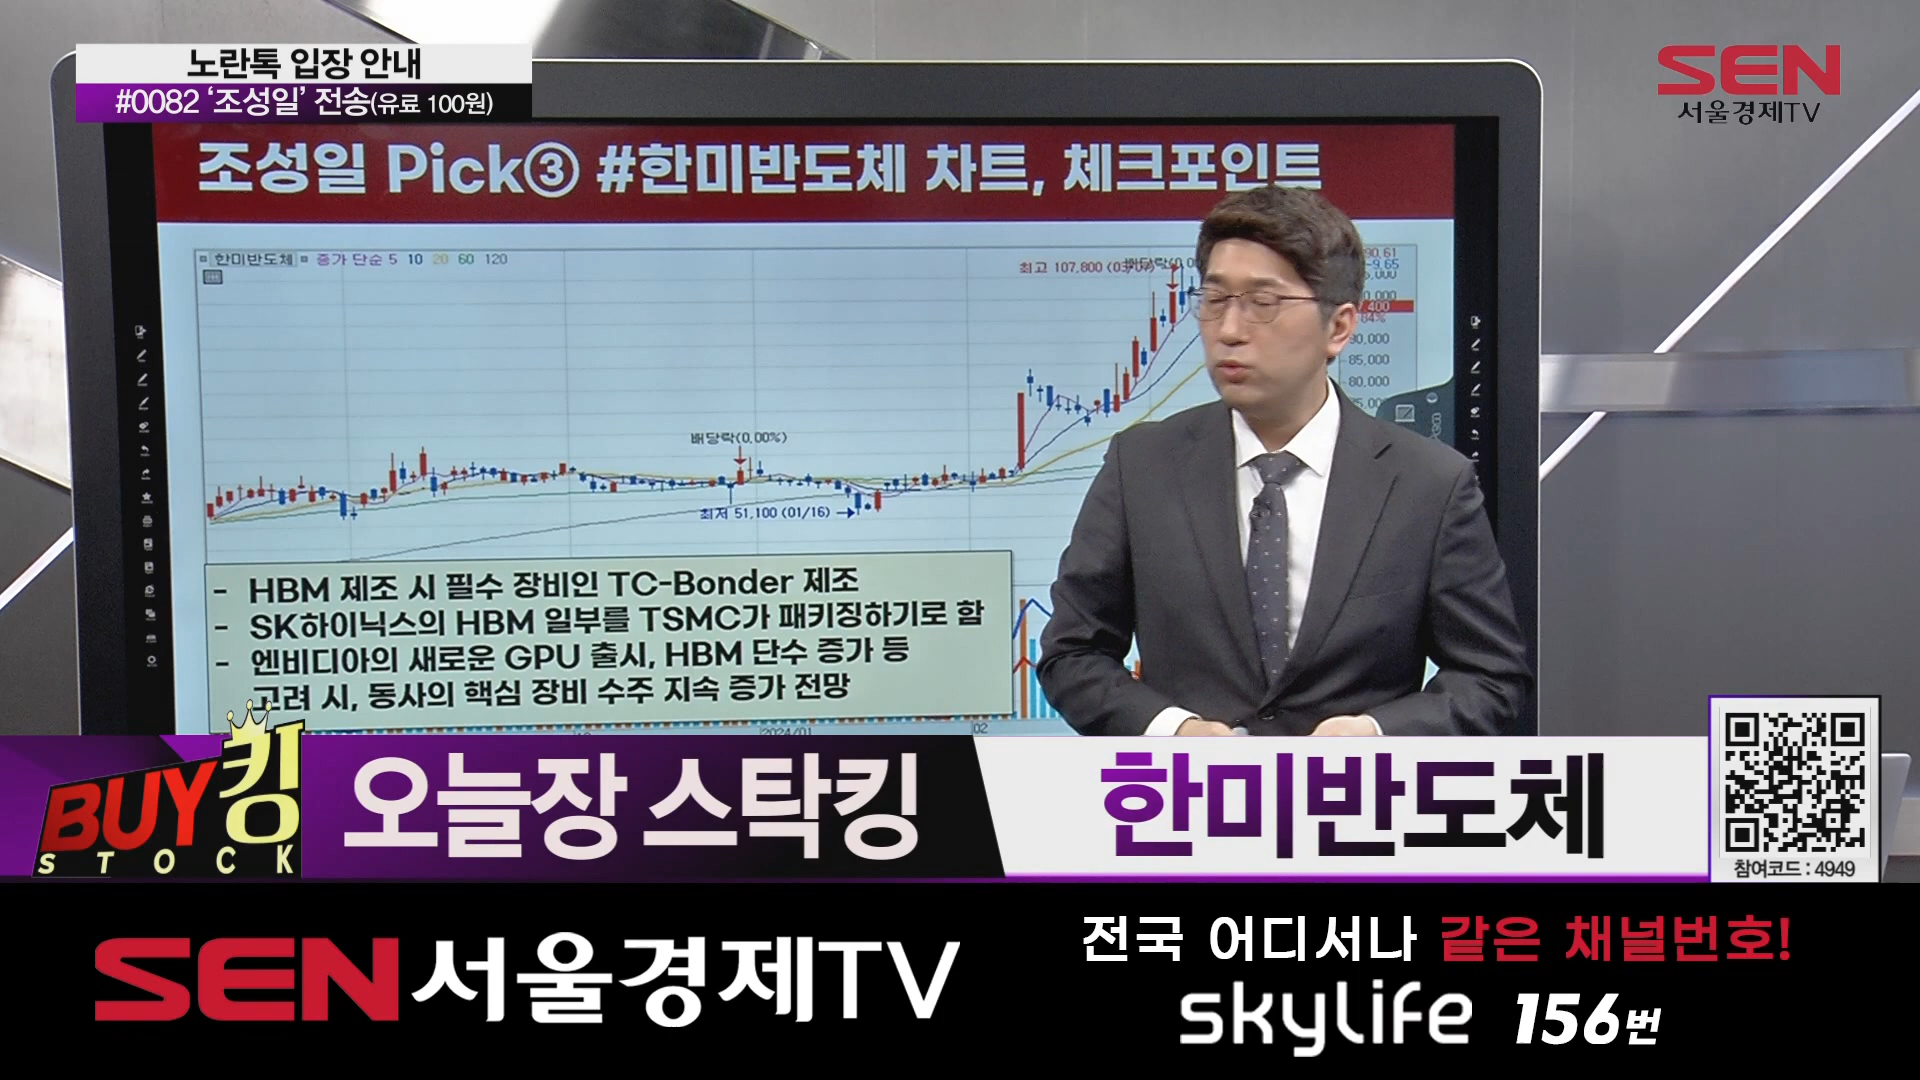 노란톡 입장 안내
#0082 ‘조성일’ 전송(유료 100원)
SEN
서울경제TV
조성일 Pick③ #한미반도체 차트, 체크포인트
한미반도체 종가 단순 5 10 20 60 120
최고 107,800
배당락(0.00%)
최저 51,100 (01/16)
90,000
85,000
80,000
- HBM 제조 시 필수 장비인 TC-Bonder 제조
- SK하이닉스의 HBM 일부를 TSMC가 패키징하기로 함
- 엔비디아의 새로운 GPU 출시, HBM 단수 증가 등
고려 시, 동사의 핵심 장비 수주 지속 증가 전망
2024/01
02
BUY킹
STOCK
오늘장 스탁킹
한미반도체
참여코드 : 4949
SEN서울경제TV
전국 어디서나 같은 채널번호!
skylife 156번